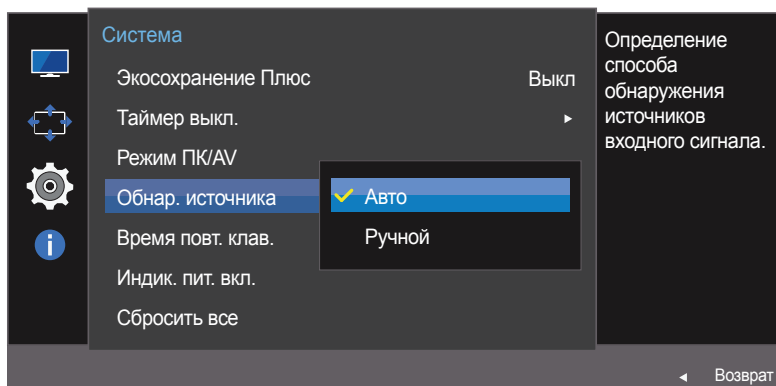 Система
Экосохранение Плюс Выкл
Таймер выкл.
Режим ПК/AV
Обнар. источника
Авто
Ручной
Время повт. клав.
Индик. пит. вкл.
Сбросить все
Определение
способа
обнаружения
источников
входного сигнала.
Возврат